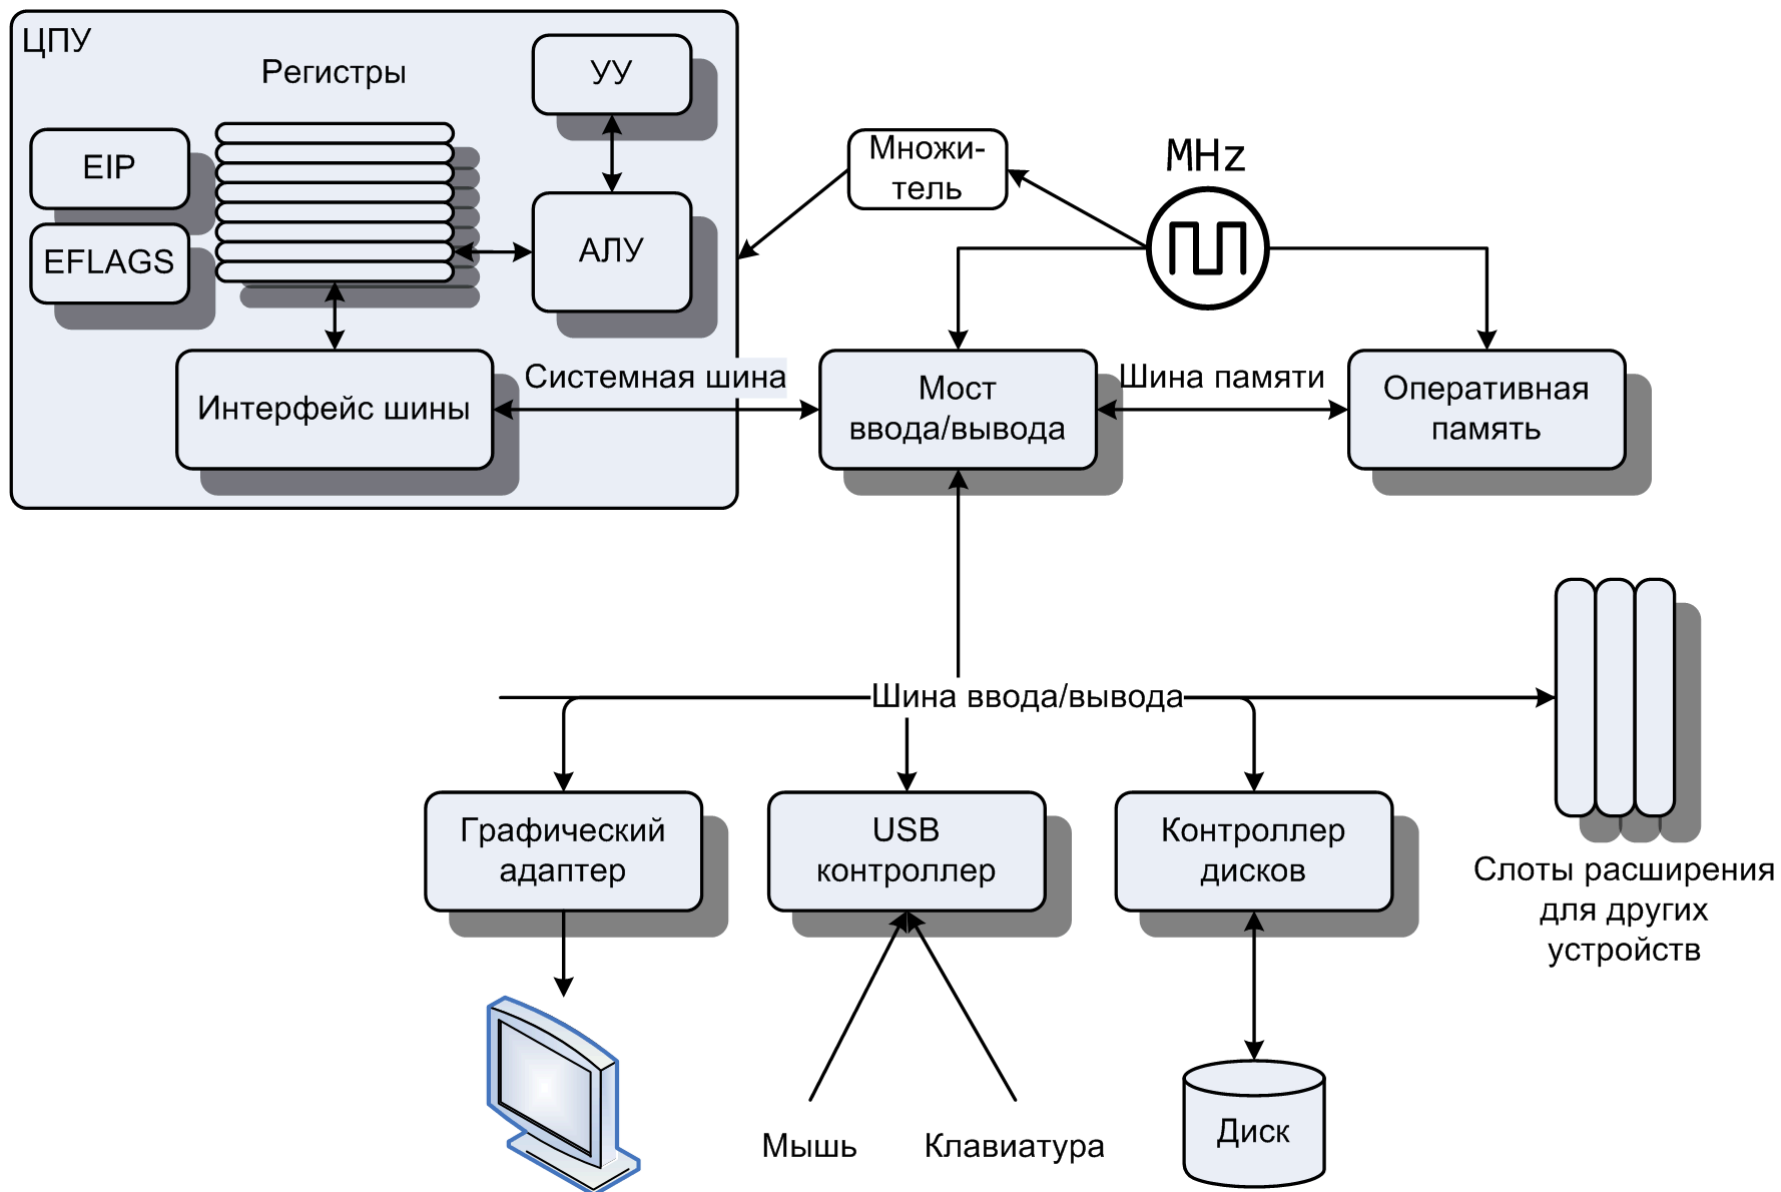 ЦПУ
Регистры
УУ
EIP
EFLAGS
АЛУ
Множи-
тель
MHz
Интерфейс шины
Системная шина
Мост
ввода/вывода
Шина памяти
Оперативная
память
Шина ввода/вывода
Графический
адаптер
USB
контроллер
Контроллер
дисков
Слоты расширения
для других
устройств
Мышь
Клавиатура
Диск